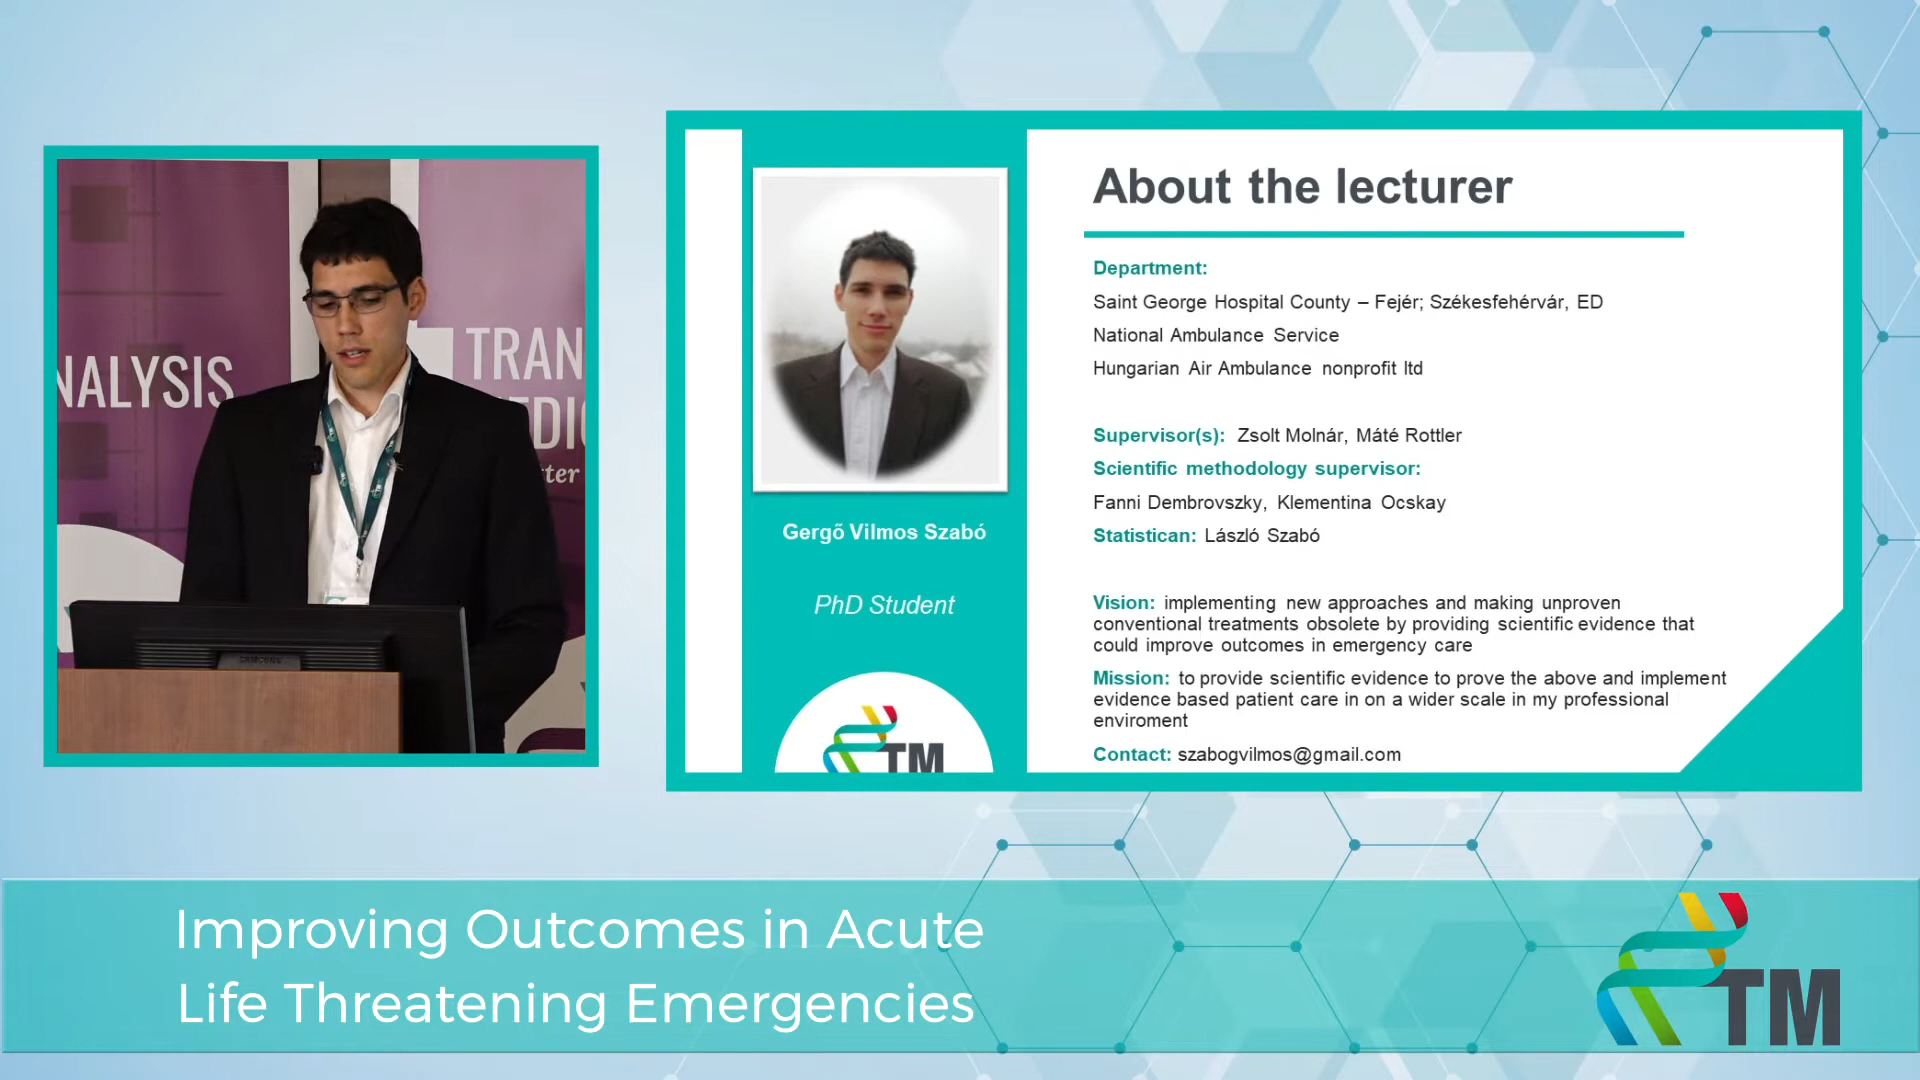 NALYSIS
TRAN
EDIC
ter
SAMSUNG
Gergõ Vilmos Szabó
PhD Student
TM
About the lecturer
Department:
Saint George Hospital County – Fejér; Székesfehérvár, ED
National Ambulance Service
Hungarian Air Ambulance nonprofit ltd
Supervisor(s): Zsolt Molnár, Máté Rottler
Scientific methodology supervisor:
Fanni Dembrovszky, Klementina Ocskay
Statistican: László Szabó
Vision: implementing new approaches and making unproven
conventional treatments obsolete by providing scientific evidence that
could improve outcomes in emergency care
Mission: to provide scientific evidence to prove the above and implement
evidence based patient care in on a wider scale in my professional
enviroment
Contact: szabogvilmos@gmail.com
Improving Outcomes in Acute
Life Threatening Emergencies
TM